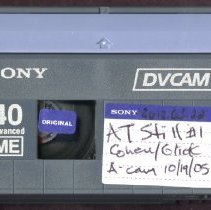 SONY
DVCAM
40
advanced
ME
ORIGINAL
SONY
AT Still #1
Cohen/Glick
A-cam 10/19/05